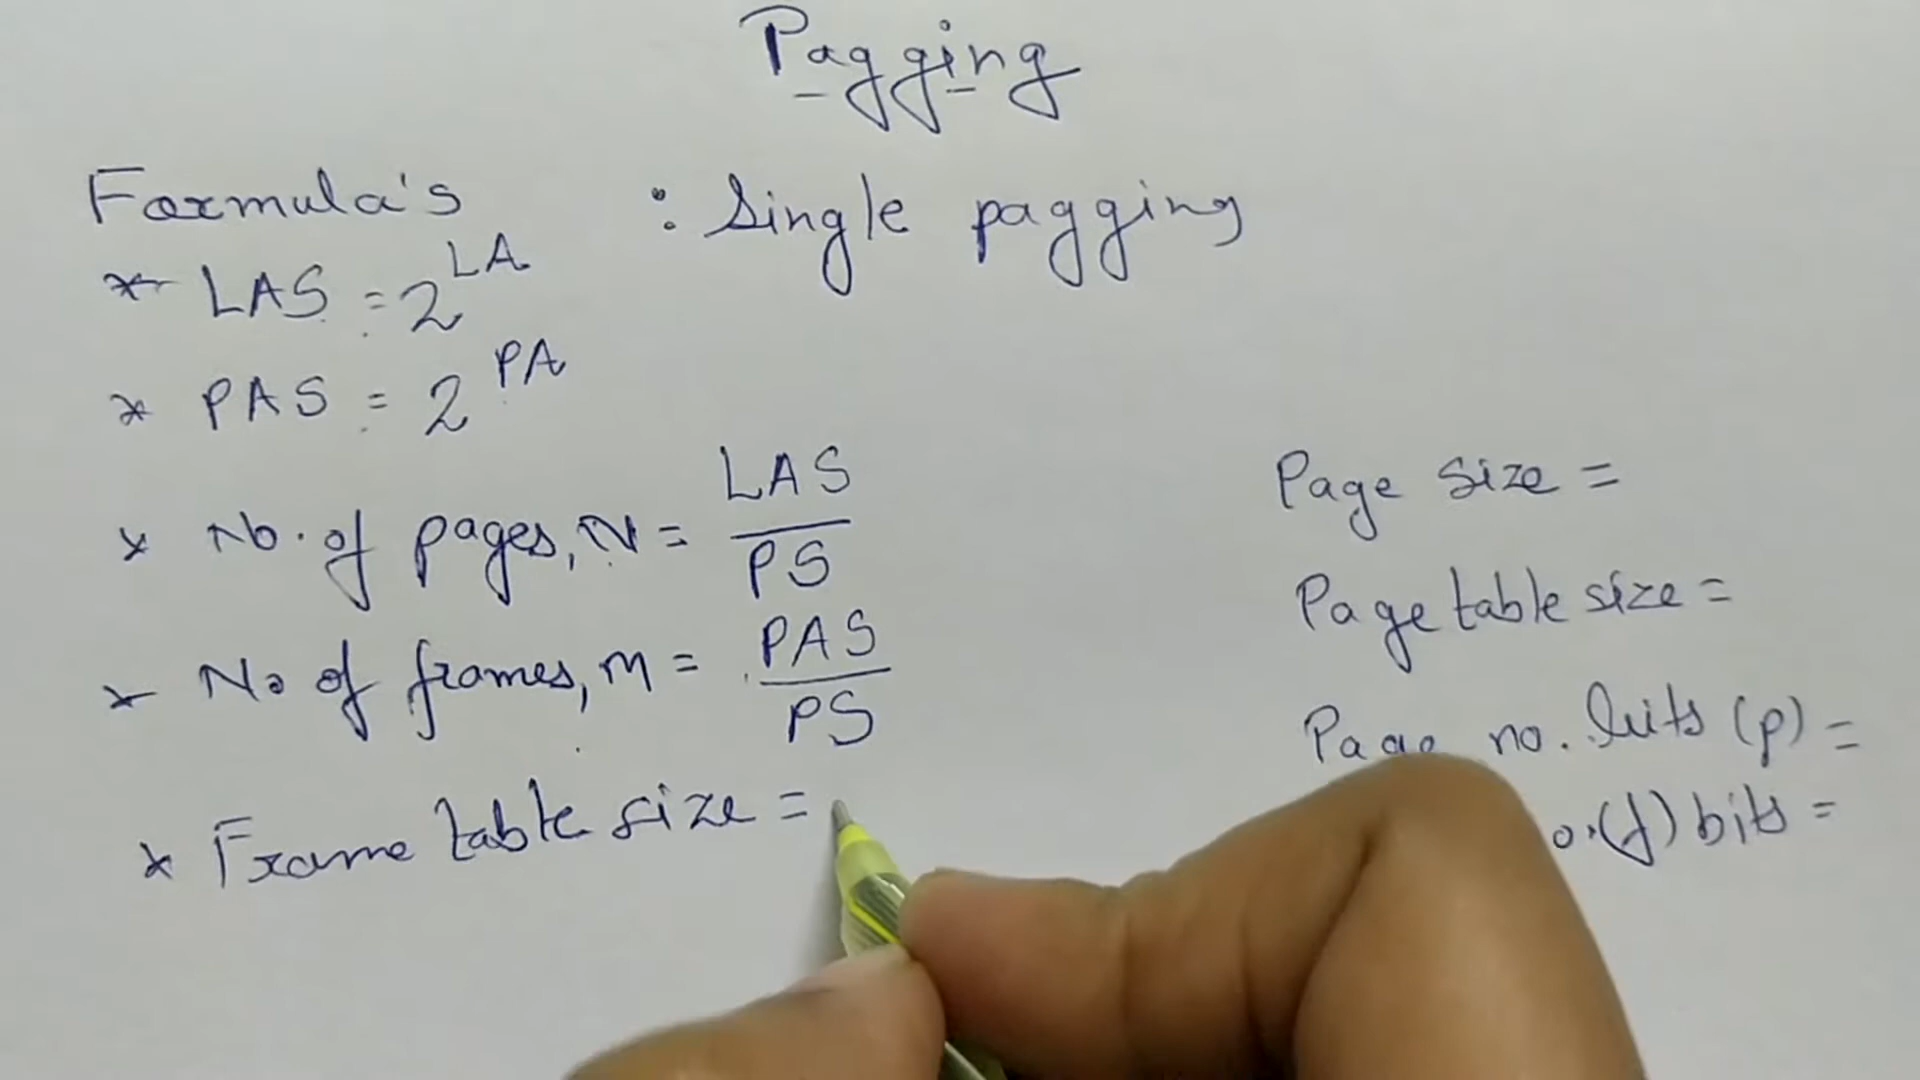 Pagging
Formula's : Single pagging
* LAS = 2^LA
* PAS = 2^PA
* No. of pages, N = LAS / PS
* No of frames, M = PAS / PS
* Frame table size =
Page size =
Page table size =
Page no. bits (p) =
o.(f) bits =